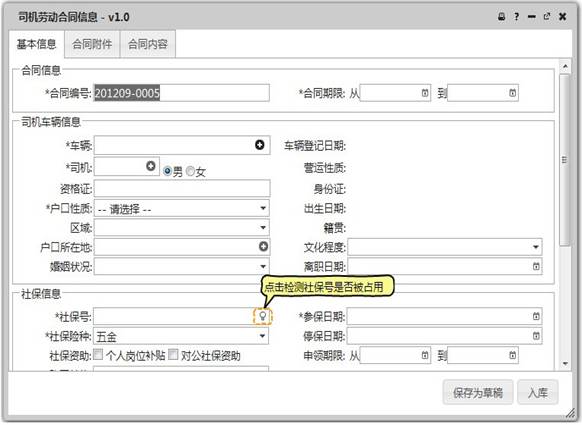 司机劳动合同信息 - v1.0
基本信息 合同附件 合同内容
合同信息
*合同编号: 201209-0005 *合同期限: 从 到
司机车辆信息
*车辆: 车辆登记日期:
*司机: 男 女 营运性质:
资格证: 身份证:
*户口性质: -- 请选择 -- 出生日期:
区域: 籍贯:
户口所在地: 文化程度:
婚姻状况: 离职日期:
点击检测社保号是否被占用
社保信息
*社保号: *参保日期:
*社保险种: 五金 停保日期:
社保资助: 个人岗位补贴 对公社保资助 申领期限: 从 到
保存为草稿 入库